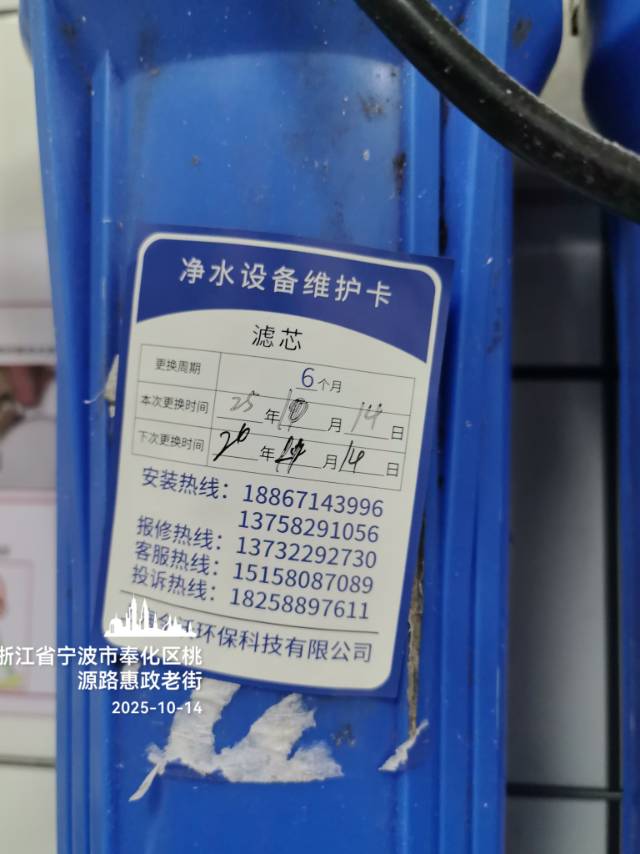 净水设备维护卡
滤芯
更换周期 6个月
本次更换时间 25年10月14日
下次更换时间 26年月14日
安装热线：18867143996
13758291056
报修热线：13732292730
客服热线：15158087089
投诉热线：18258897611
环保科技有限公司
浙江省宁波市奉化区桃
源路惠政老街
2025-10-14